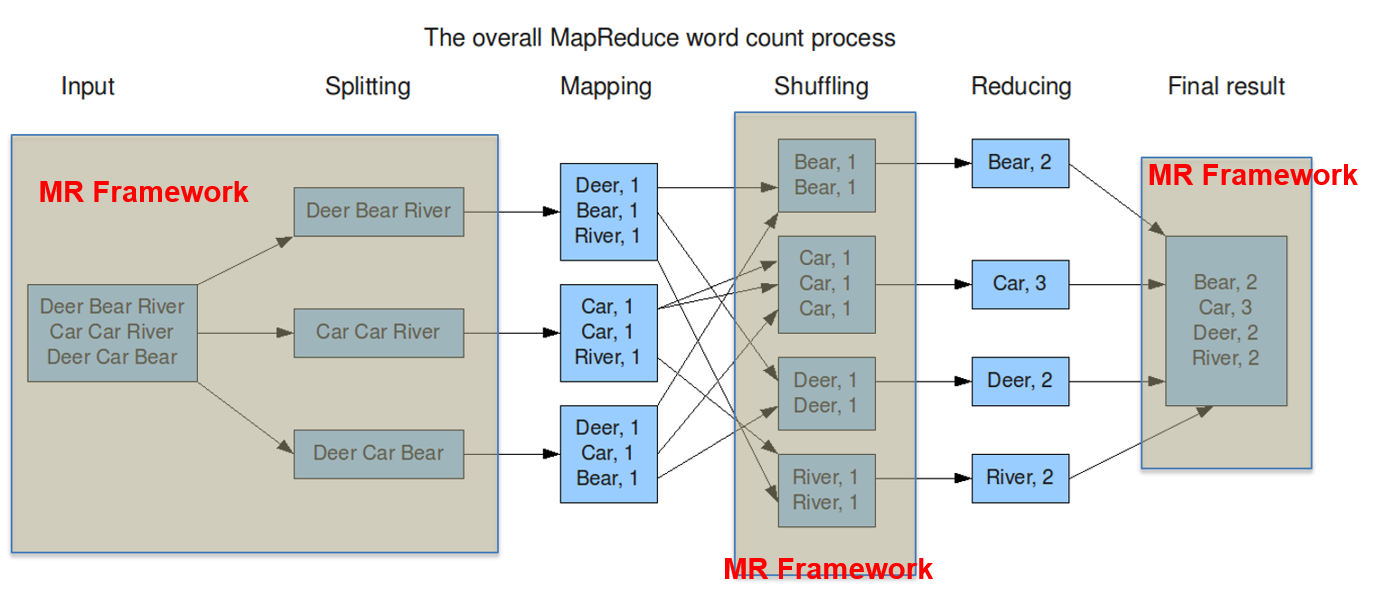 The overall MapReduce word count process
Input
Splitting
Mapping
Shuffling
Reducing
Final result
MR Framework
Deer Bear River
Car Car River
Deer Car Bear
Deer Bear River
Car Car River
Deer Car Bear
Deer, 1
Bear, 1
River, 1
Car, 1
Car, 1
River, 1
Deer, 1
Car, 1
Bear, 1
Bear, 1
Bear, 1
Car, 1
Car, 1
Car, 1
Deer, 1
Deer, 1
River, 1
River, 1
MR Framework
Bear, 2
Car, 3
Deer, 2
River, 2
MR Framework
Bear, 2
Car, 3
Deer, 2
River, 2